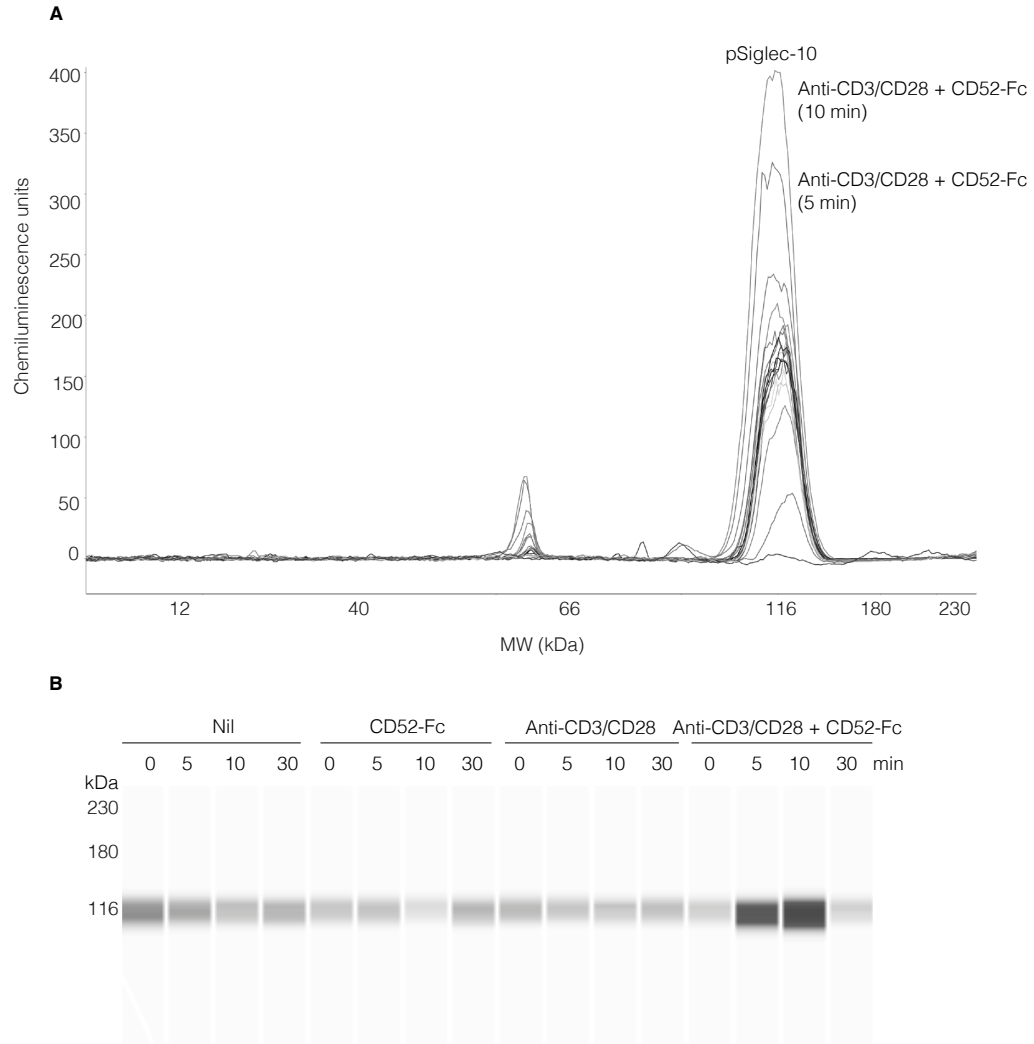 A
pSiglec-10
Anti-CD3/CD28 + CD52-Fc
(10 min)
Anti-CD3/CD28 + CD52-Fc
(5 min)
Chemiluminescence units
400
350
300
250
200
150
100
50
0
12 40 66 116 180 230
MW (kDa)
B
Nil CD52-Fc Anti-CD3/CD28 Anti-CD3/CD28 + CD52-Fc
0 5 10 30 0 5 10 30 0 5 10 30 0 5 10 30 min
kDa
230
180
116